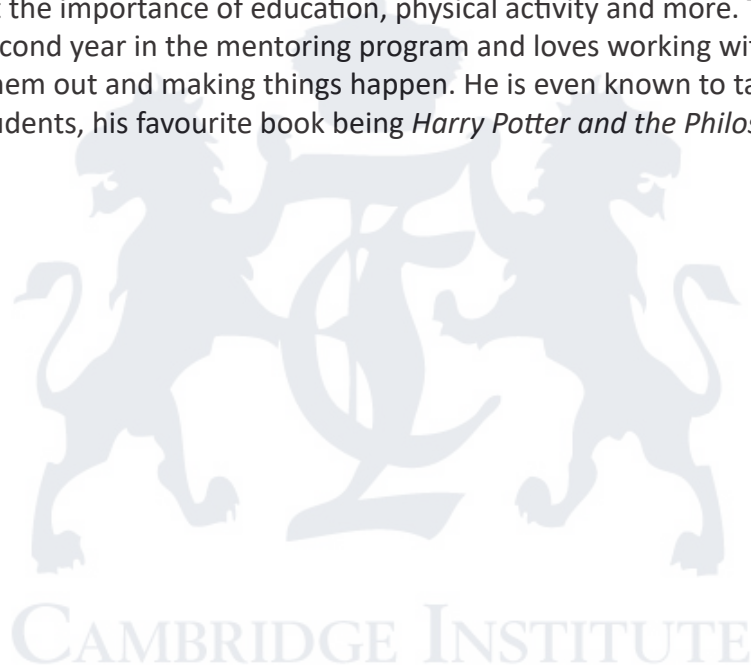 t the importance of education, physical activity and more.
cond year in the mentoring program and loves working wit
hem out and making things happen. He is even known to ta
udents, his favourite book being Harry Potter and the Philos
CAMBRIDGE INSTITUTE